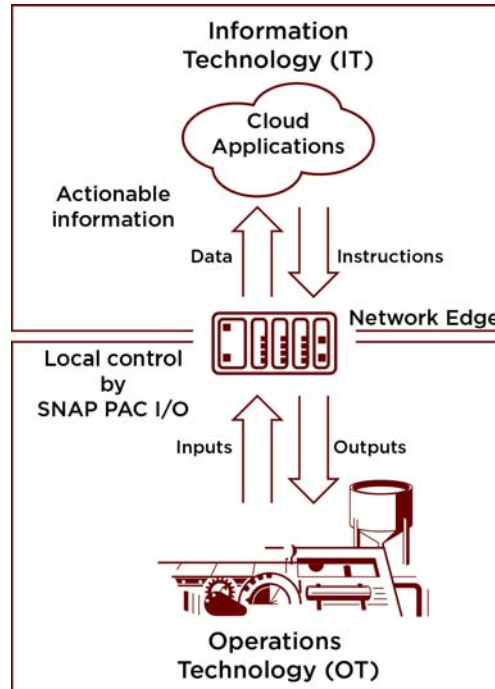 Information
Technology (IT)
Cloud
Applications
Actionable
information
Data
Instructions
Network Edge
Local control
by
SNAP PAC I/O
Inputs
Outputs
Operations
Technology (OT)